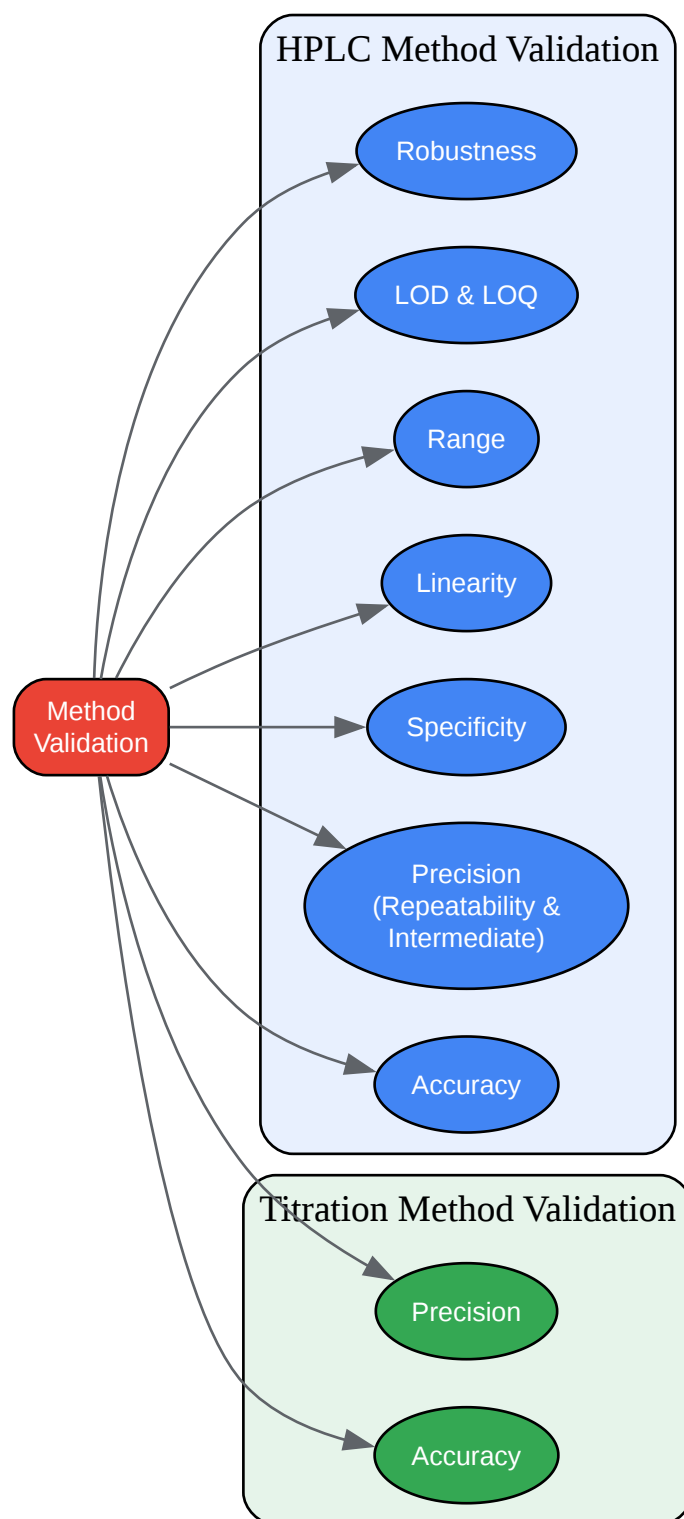 HPLC Method Validation
Robustness
LOD & LOQ
Range
Linearity
Method
Validation
Specificity
Precision
(Repeatability &
Intermediate)
Accuracy
Titration Method Validation
Precision
Accuracy